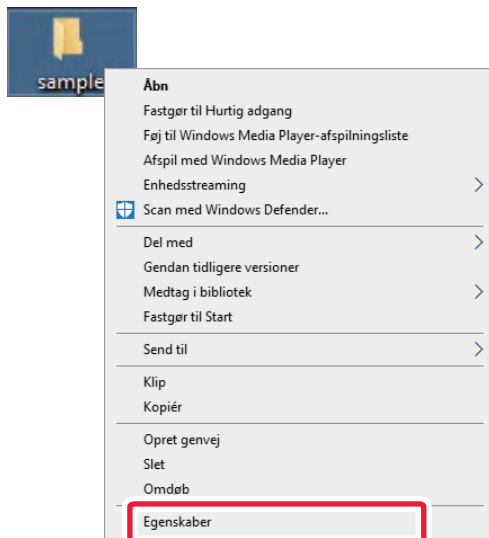 sample
Åbn
Fastgør til Hurtig adgang
Føj til Windows Media Player-afspilningsliste
Afspil med Windows Media Player
Enhedsstreaming
Scan med Windows Defender...
Del med
Gendan tidligere versioner
Medtag i bibliotek
Fastgør til Start
Send til
Klip
Kopiér
Opret genvej
Slet
Omdøb
Egenskaber